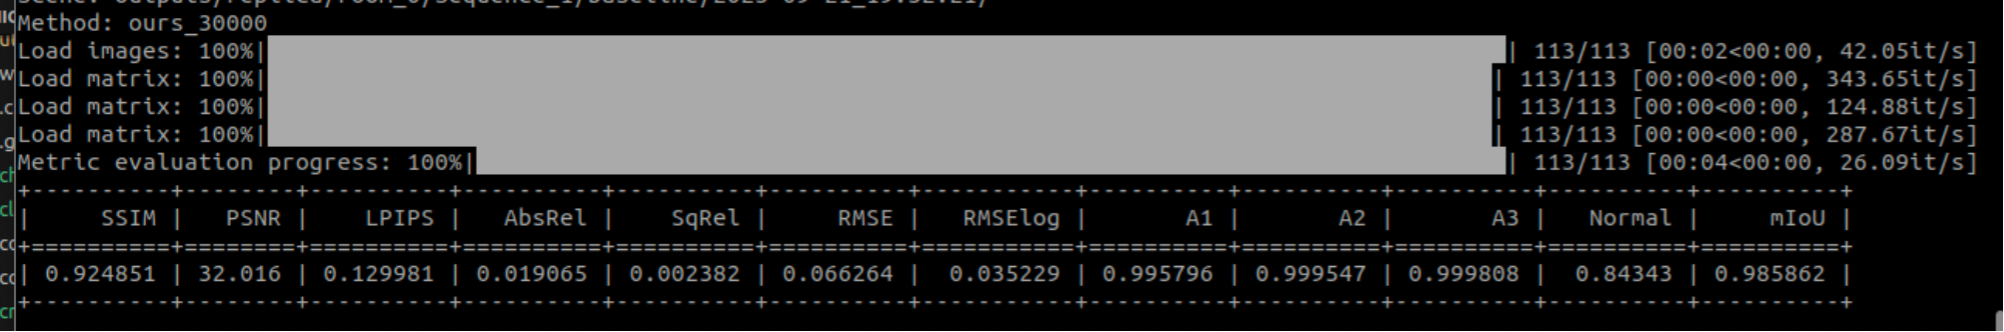 Method: ours_30000
Load images: 100%| | 113/113 [00:02<00:00, 42.05it/s]
Load matrix: 100%| | 113/113 [00:00<00:00, 343.65it/s]
Load matrix: 100%| | 113/113 [00:00<00:00, 124.88it/s]
Load matrix: 100%| | 113/113 [00:00<00:00, 287.67it/s]
Metric evaluation progress: 100%| | 113/113 [00:04<00:00, 26.09it/s]
+----------+--------+----------+----------+----------+----------+-----------+----------+----------+----------+----------+----------+
| SSIM | PSNR | LPIPS | AbsRel | SqRel | RMSE | RMSElog | A1 | A2 | A3 | Normal | mIoU |
+==========+========+==========+==========+==========+==========+===========+==========+==========+==========+==========+==========+
| 0.924851 | 32.016 | 0.129981 | 0.019065 | 0.002382 | 0.066264 | 0.035229 | 0.995796 | 0.999547 | 0.999808 | 0.84343 | 0.985862 |
+----------+--------+----------+----------+----------+----------+-----------+----------+----------+----------+----------+----------+